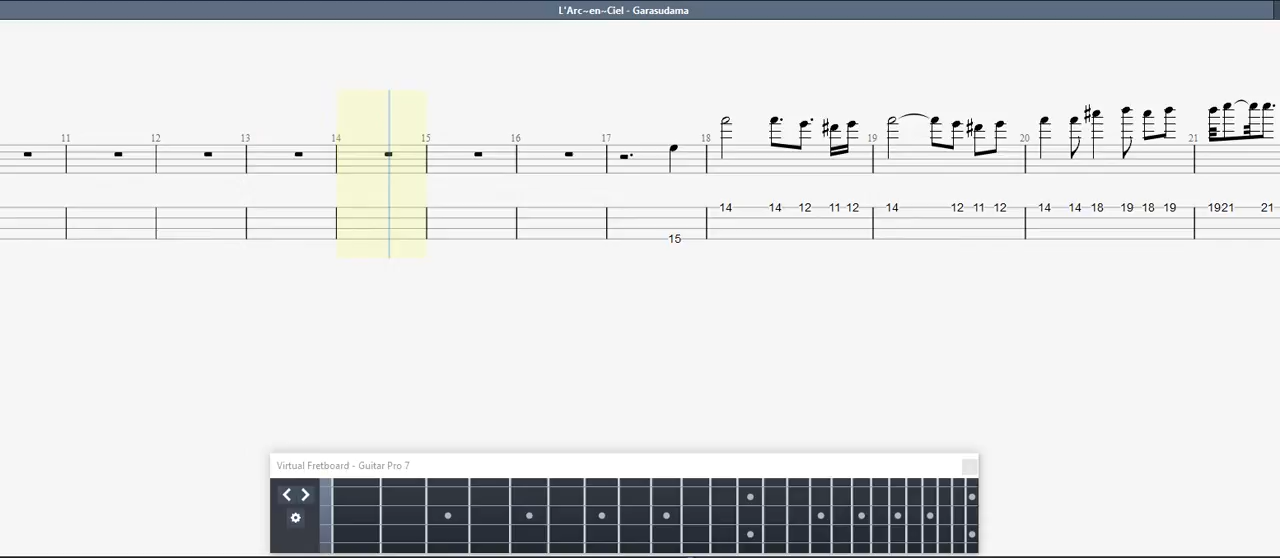 L'Arc~en~Ciel - Garasudama
11 12 13 14 15 16 17 18 19 20 21
14 14 12 11 12 14 12 11 12 14 14 18 19 18 19 1921 21
15
Virtual Fretboard - Guitar Pro 7